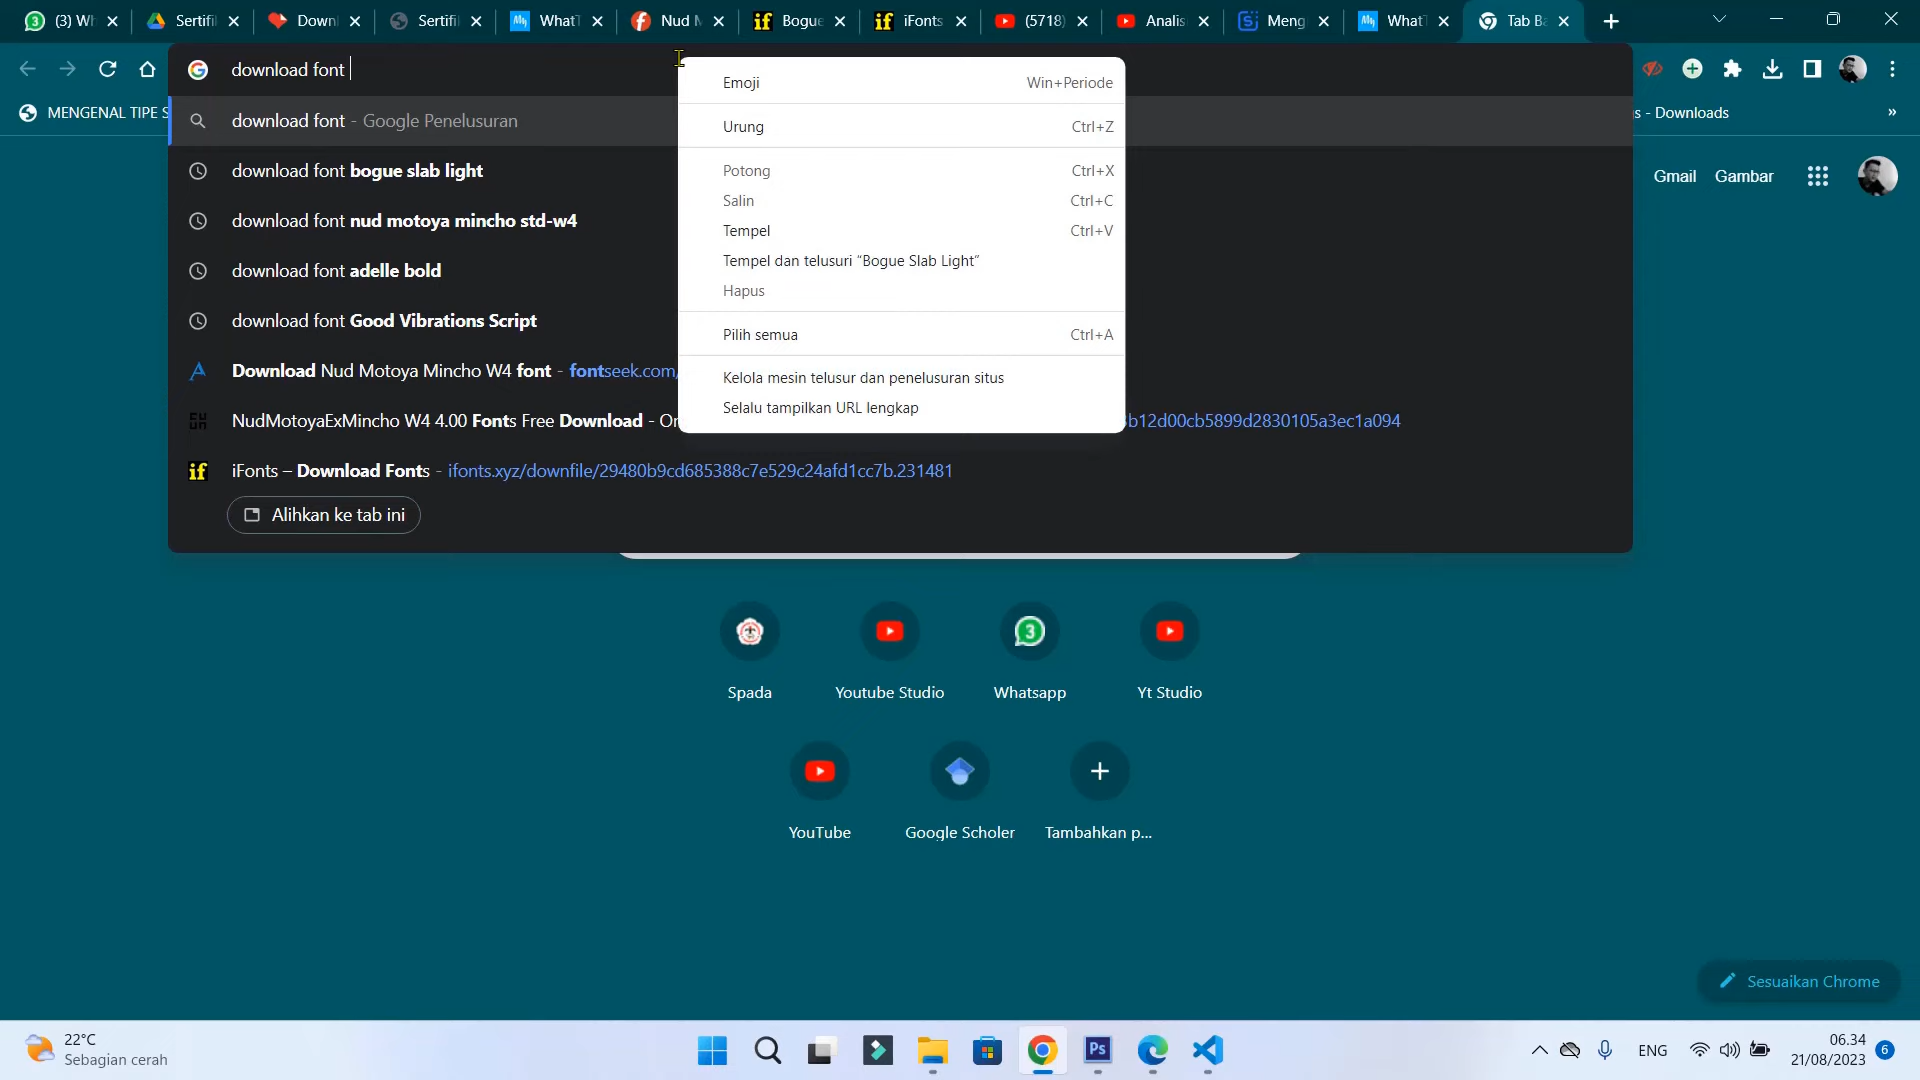 (3) Wh
Sertifi
Downl
Sertifi
WhatT
Nud M
Bogue
iFonts
(5718)
Analis
Meng
WhatT
Tab Ba
download font
MENGENAL TIPE S
s - Downloads
»
download font - Google Penelusuran
download font bogue slab light
download font nud motoya mincho std-w4
download font adelle bold
download font Good Vibrations Script
Download Nud Motoya Mincho W4 font - fontseek.com/
NudMotoyaExMincho W4 4.00 Fonts Free Download - On
b12d00cb5899d2830105a3ec1a094
iFonts – Download Fonts - ifonts.xyz/downfile/29480b9cd685388c7e529c24afd1cc7b.231481
Alihkan ke tab ini
Emoji Win+Periode
Urung Ctrl+Z
Potong Ctrl+X
Salin Ctrl+C
Tempel Ctrl+V
Tempel dan telusuri “Bogue Slab Light”
Hapus
Pilih semua Ctrl+A
Kelola mesin telusur dan penelusuran situs
Selalu tampilkan URL lengkap
Gmail Gambar
3
Spada
Youtube Studio
Whatsapp
Yt Studio
YouTube
Google Scholer
Tambahkan p...
Sesuaikan Chrome
22°C
Sebagian cerah
Ps
ENG
06.34
21/08/2023
6